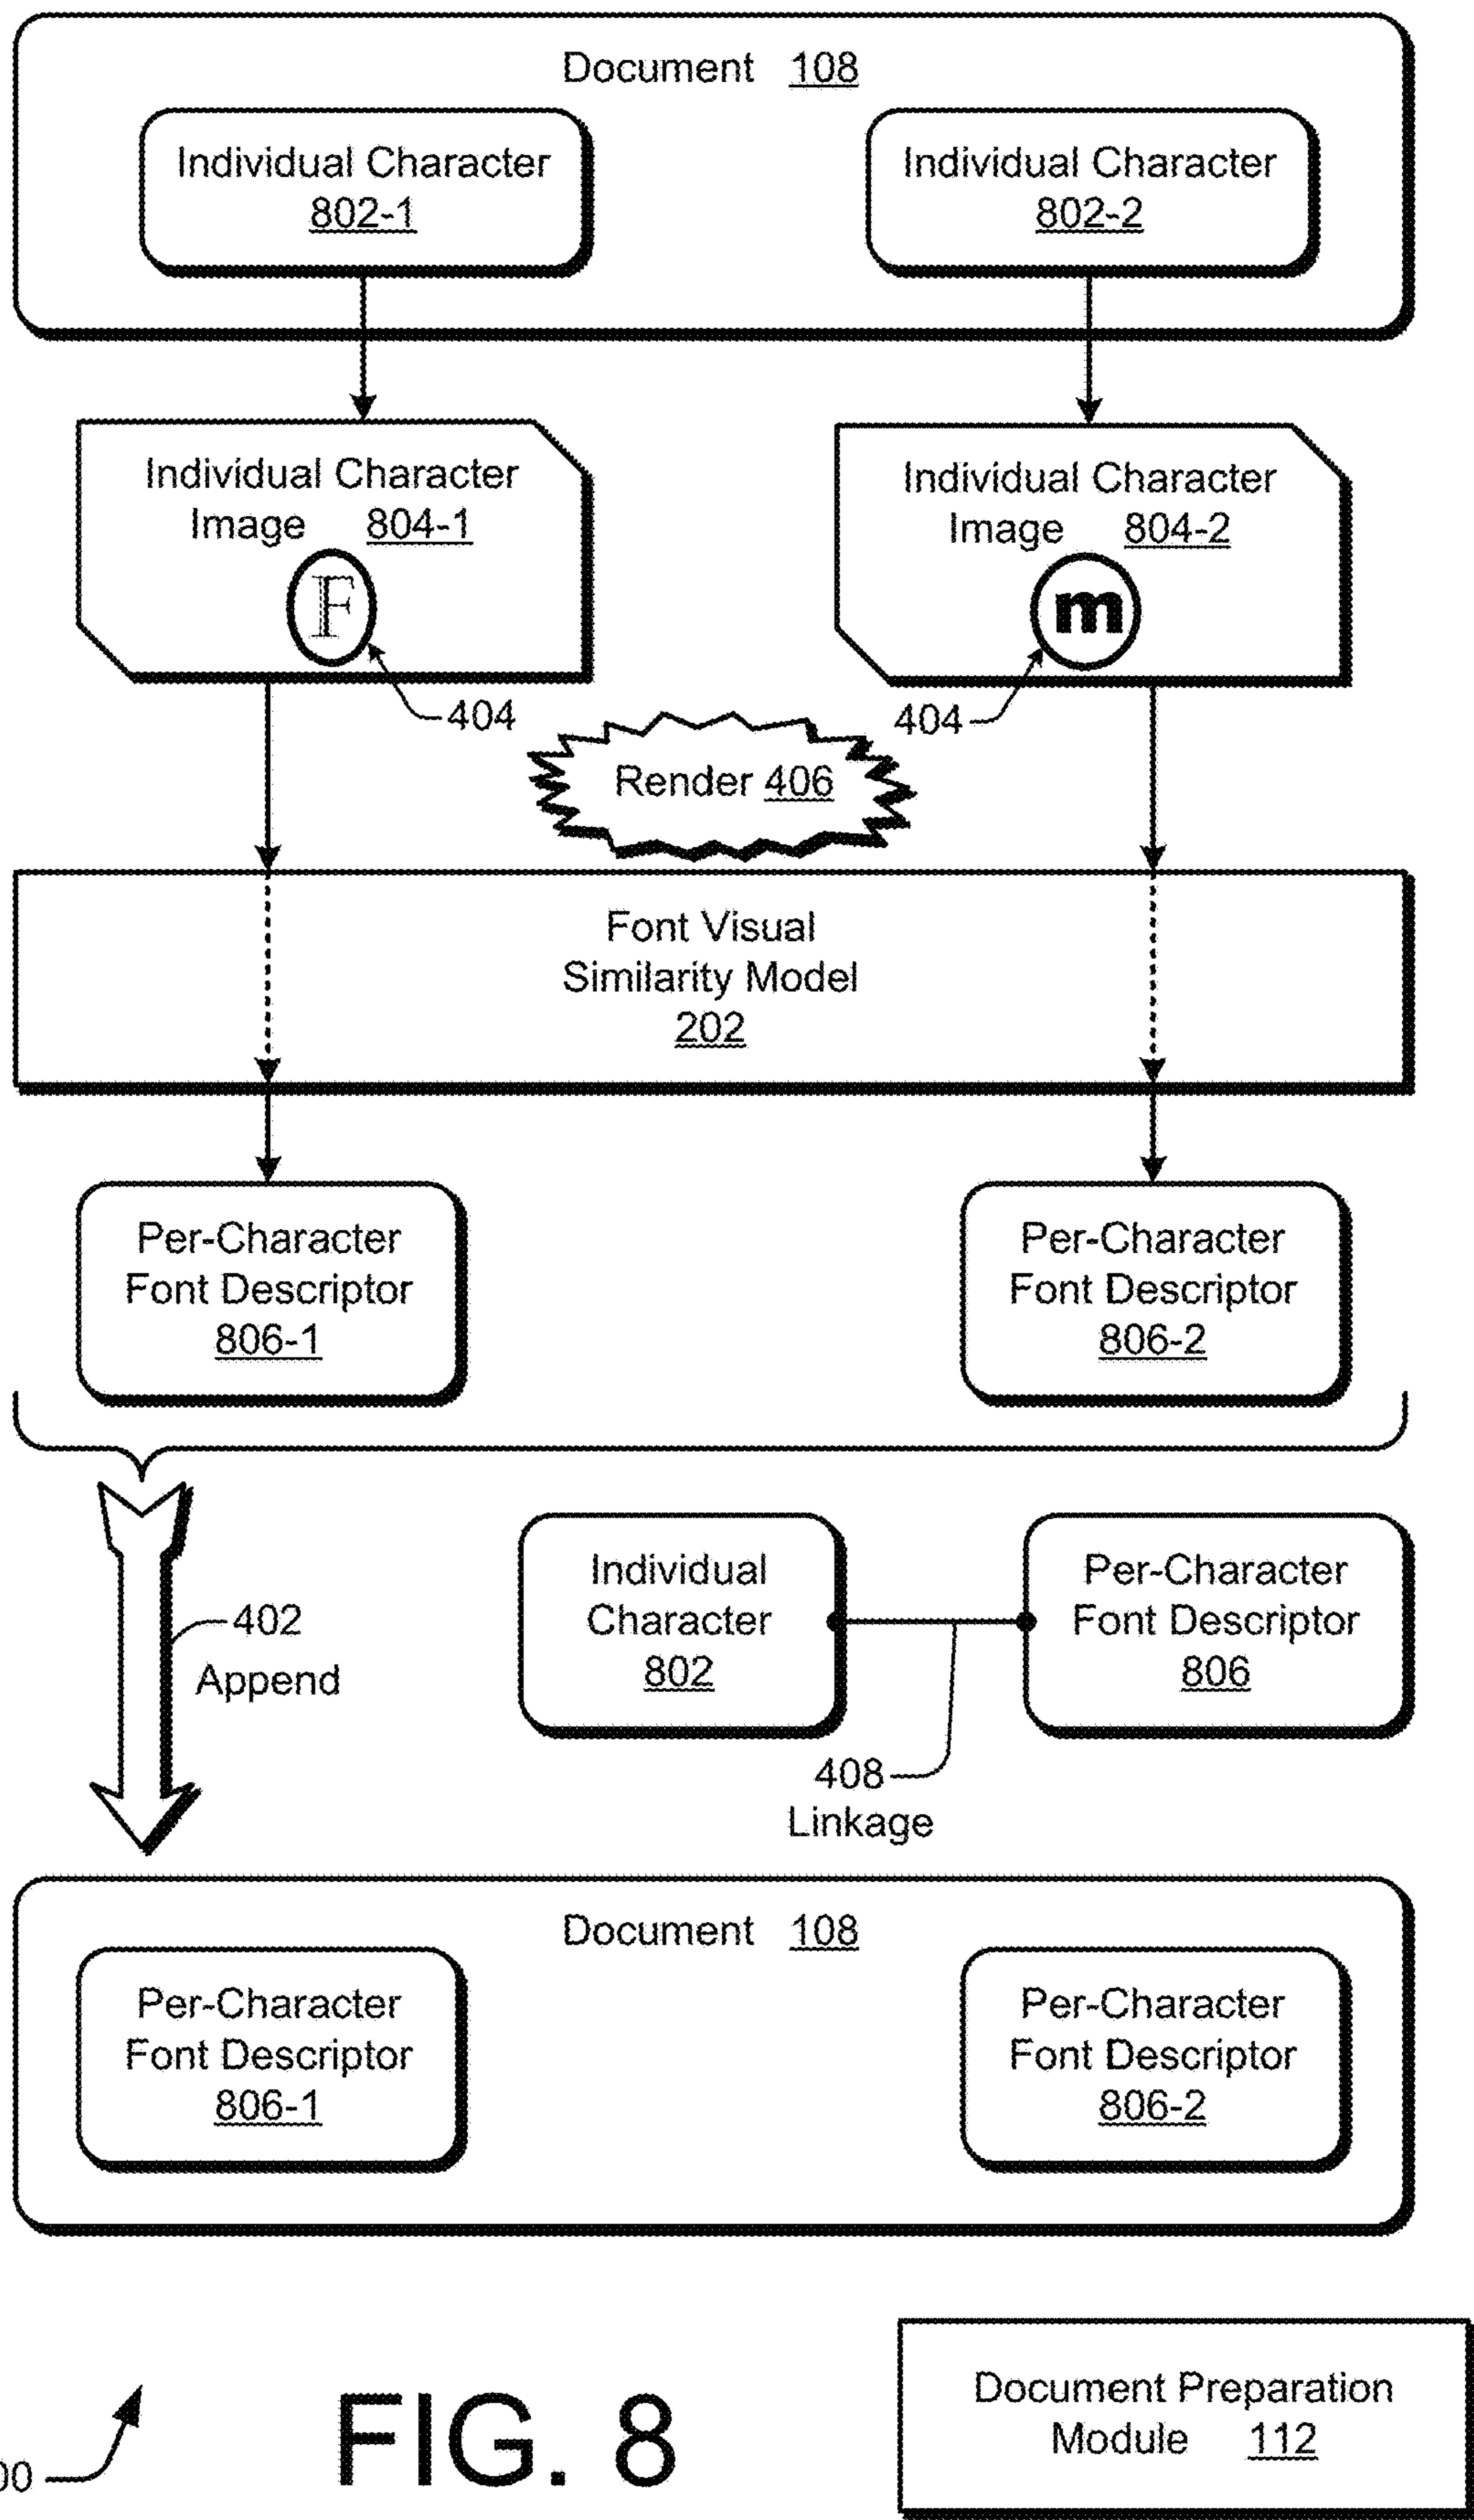 Document 108
Individual Character
802-1
Individual Character
802-2
Individual Character
Image 804-1
F
404
Individual Character
Image 804-2
m
404
Render 406
Font Visual
Similarity Model
202
Per-Character
Font Descriptor
806-1
Per-Character
Font Descriptor
806-2
402
Append
Individual
Character
802
Per-Character
Font Descriptor
806
408
Linkage
Document 108
Per-Character
Font Descriptor
806-1
Per-Character
Font Descriptor
806-2
FIG. 8
Document Preparation
Module 112